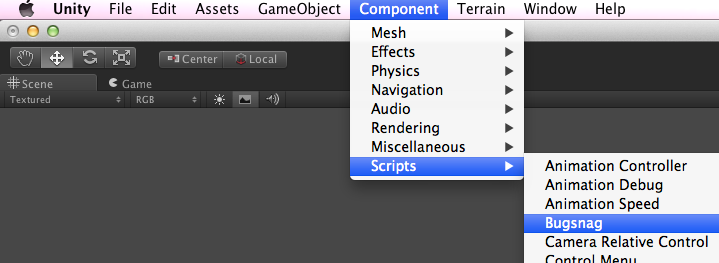 Unity File Edit Assets GameObject Component Terrain Window Help
Mesh
Effects
Center Local
Physics
Scene Game
Navigation
Textured RGB
Audio
Rendering
Miscellaneous
Scripts
Animation Controller
Animation Debug
Animation Speed
Bugsnag
Camera Relative Control
Control Menu